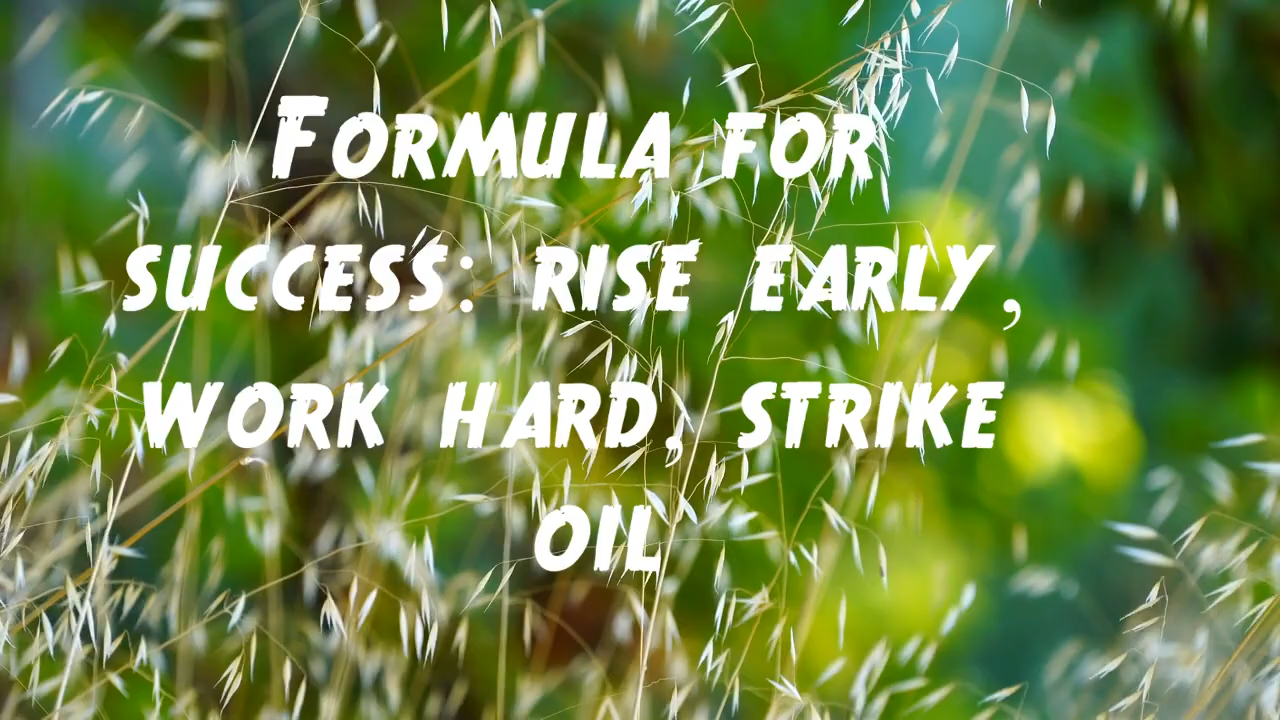 Formula for
success: rise early,
work hard, strike
oil